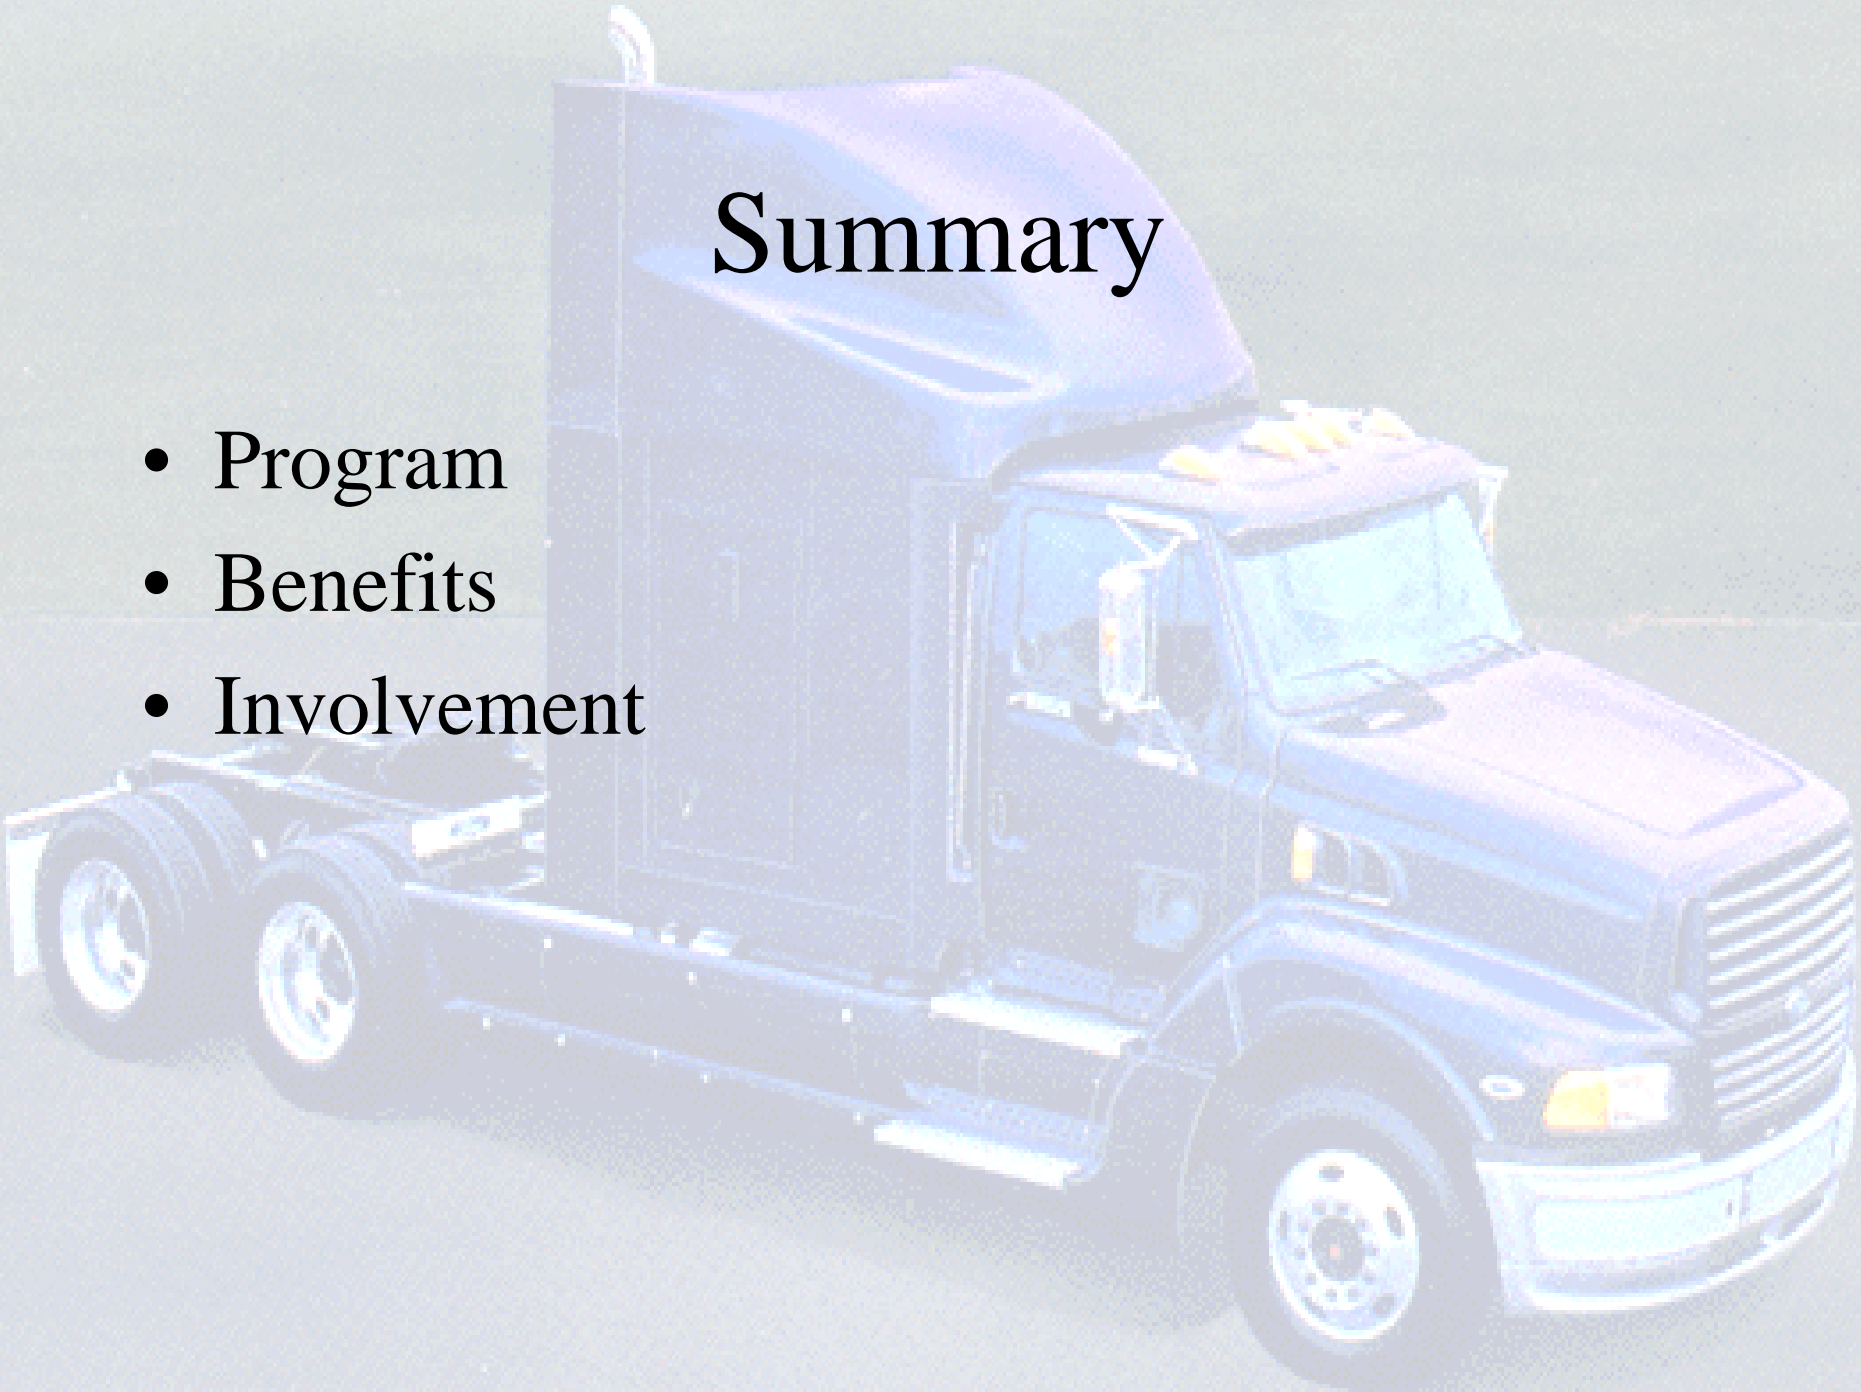 Summary
• Program
• Benefits
• Involvement